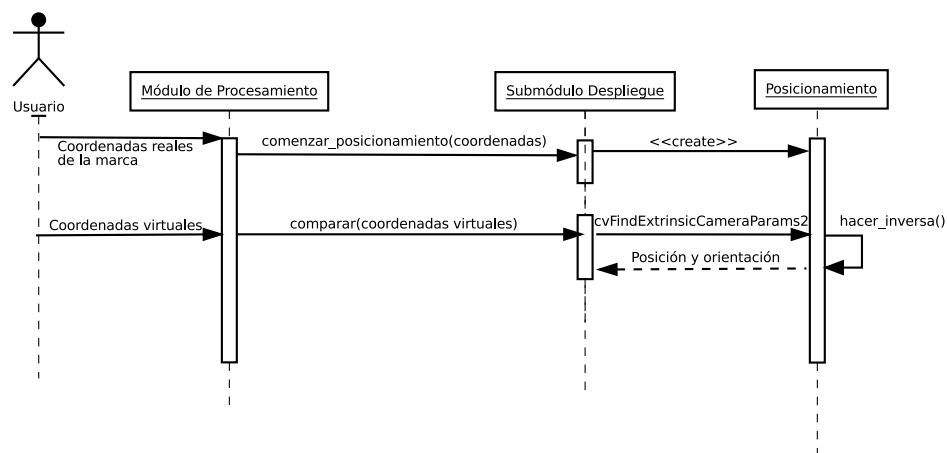 Usuario
Módulo de Procesamiento
Submódulo Despliegue
Posicionamiento
Coordenadas reales
de la marca
comenzar_posicionamiento(coordenadas)
<<create>>
Coordenadas virtuales
comparar(coordenadas virtuales)
cvFindExtrinsicCameraParams2
hacer_inversa()
Posición y orientación